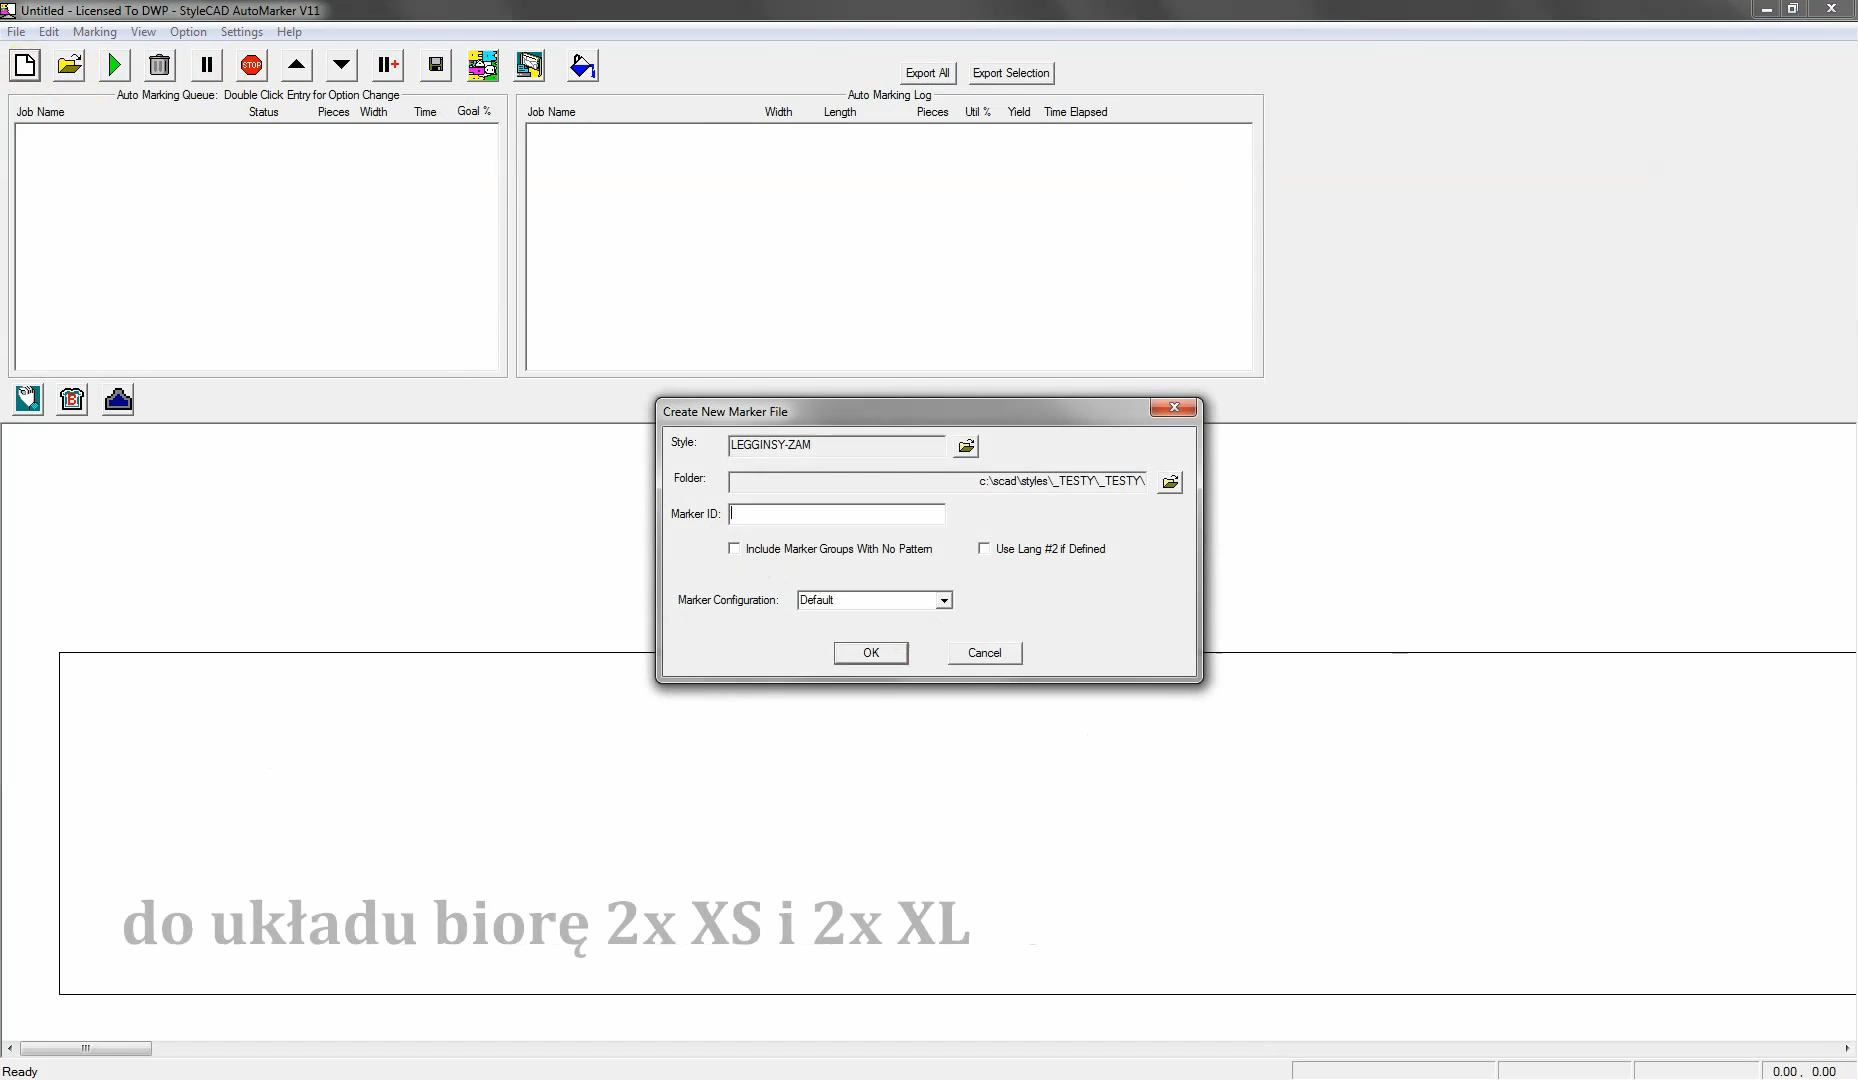 Untitled - Licensed To DWP - StyleCAD AutoMarker V11
File Edit Marking View Option Settings Help
STOP
Export All Export Selection
Auto Marking Queue: Double Click Entry for Option Change
Job Name Status Pieces Width Time Goal %
Auto Marking Log
Job Name Width Length Pieces Util % Yield Time Elapsed
B
Create New Marker File
Style: LEGGINSY-ZAM
Folder: c:\scad\styles\_TESTY\_TESTY\
Marker ID:
Include Marker Groups With No Pattern Use Lang #2 if Defined
Marker Configuration: Default
OK Cancel
do układu biorę 2x XS i 2x XL
Ready 0.00 , 0.00